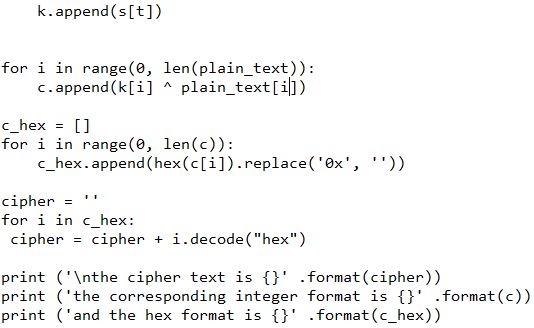 k.append(s[t])
for i in range(0, len(plain_text)):
c.append(k[i] ^ plain_text[i])
c_hex = []
for i in range(0, len(c)):
c_hex.append(hex(c[i]).replace('0x', ''))
cipher = ''
for i in c_hex:
cipher = cipher + i.decode("hex")
print ('\nthe cipher text is {}' .format(cipher))
print ('the corresponding integer format is {}' .format(c))
print ('and the hex format is {}' .format(c_hex))